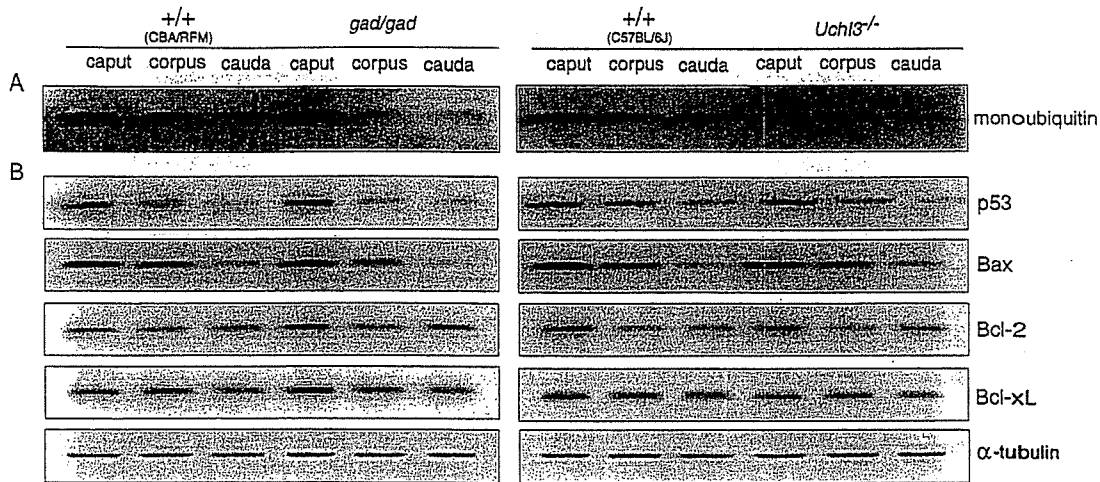 +/+ gad/gad +/+ Uchl3-/-
(CBA/RFM) (C57BL/6J)
caput corpus cauda caput corpus cauda caput corpus cauda caput corpus cauda
A
monoubiquitin
B
p53
Bax
Bcl-2
Bcl-xL
α-tubulin